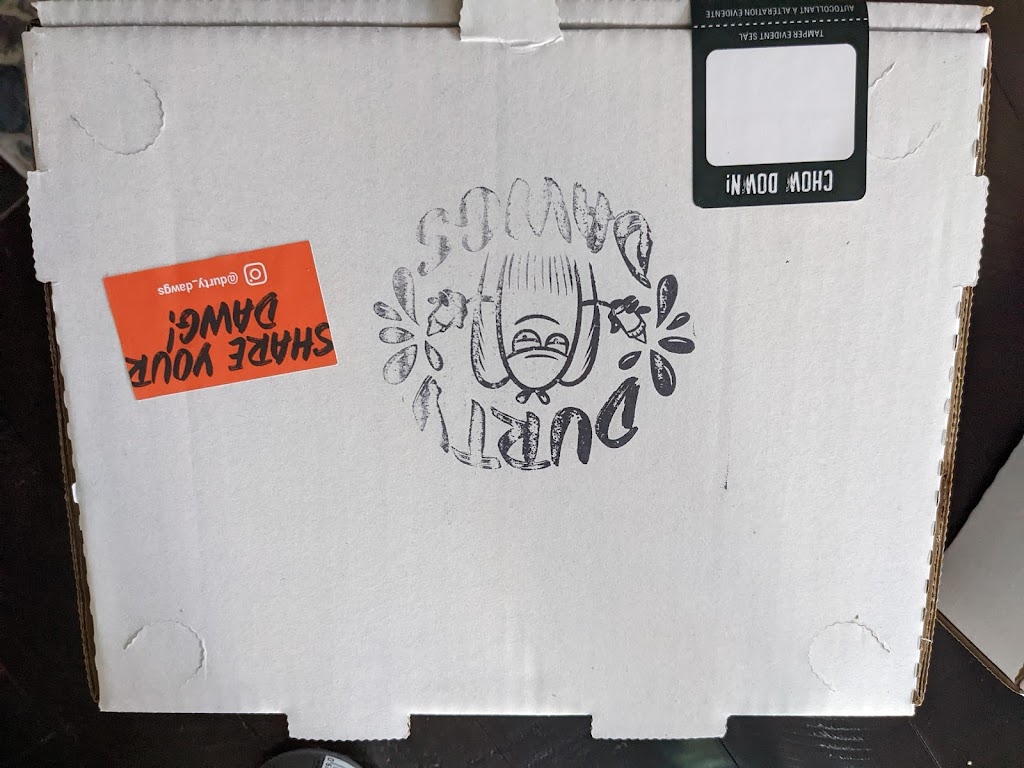 DURTY
DAWGS
SHARE YOUR
DAWG!
@durty_dawgs
CHOW DOWN!
TAMPER EVIDENT SEAL
AUTOCOLLANT À ALTÉRATION ÉVIDENTE